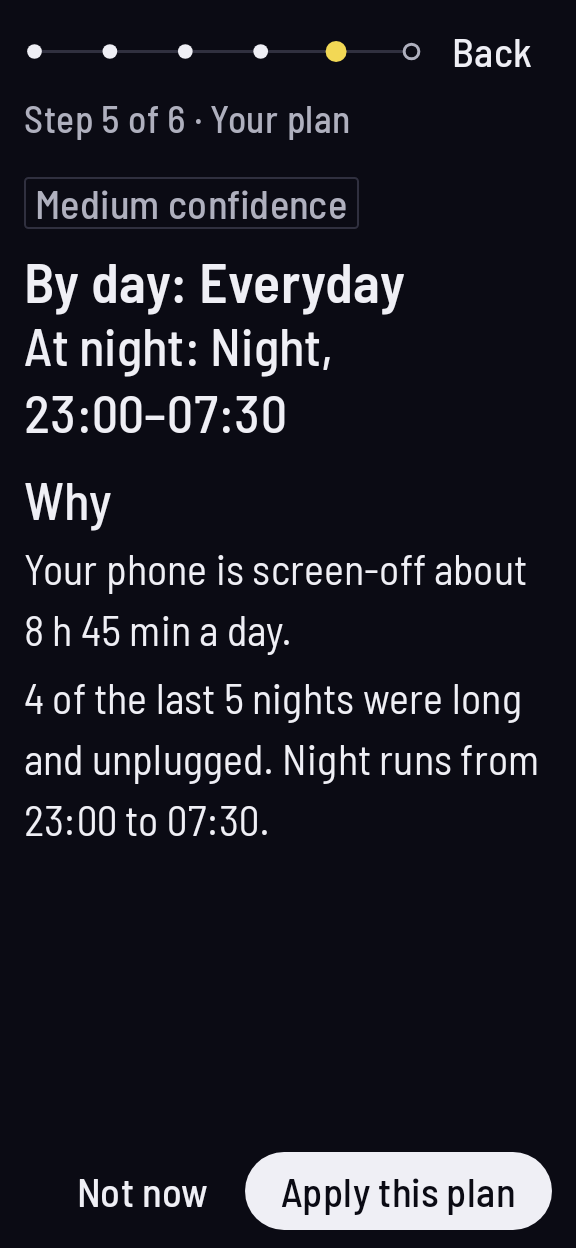 Back
Step 5 of 6 · Your plan
Medium confidence
By day: Everyday
At night: Night,
23:00–07:30
Why
Your phone is screen-off about
8 h 45 min a day.
4 of the last 5 nights were long
and unplugged. Night runs from
23:00 to 07:30.
Not now
Apply this plan